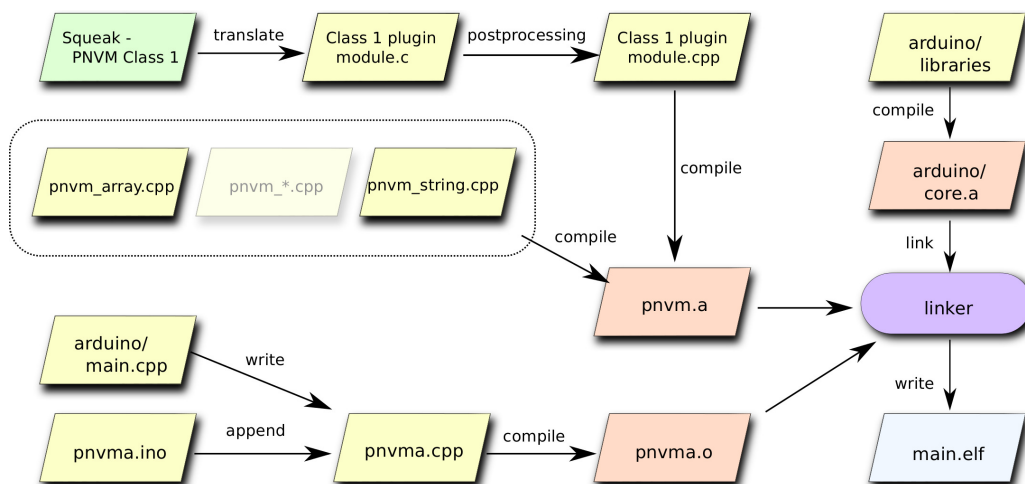 Squeak -
PNVM Class 1
translate
Class 1 plugin
module.c
postprocessing
Class 1 plugin
module.cpp
arduino/
libraries
compile
compile
arduino/
core.a
pnvm_array.cpp
pnvm_*.cpp
pnvm_string.cpp
compile
link
pnvm.a
linker
arduino/
main.cpp
write
write
pnvma.ino
append
pnvma.cpp
compile
pnvma.o
main.elf